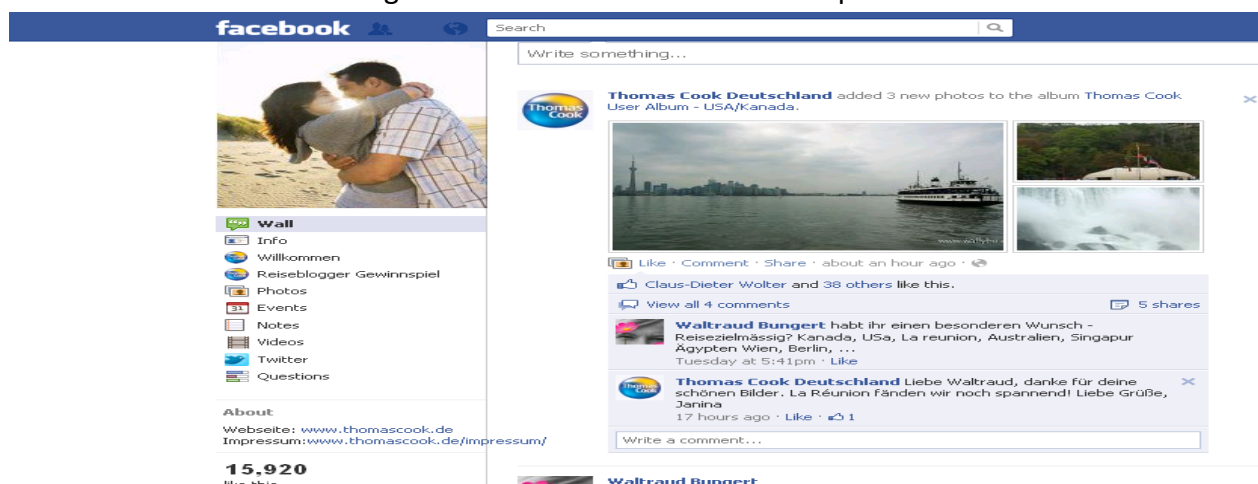 facebook
Search
Write something...
Thomas Cook
Thomas Cook Deutschland added 3 new photos to the album Thomas Cook
User Album - USA/Kanada.
Like · Comment · Share · about an hour ago ·
Claus-Dieter Wolter and 38 others like this.
View all 4 comments
5 shares
Waltraud Bungert habt ihr einen besonderen Wunsch -
Reisezielmässig? Kanada, USa, La reunion, Australien, Singapur
Ägypten Wien, Berlin, ...
Tuesday at 5:41pm · Like
Thomas Cook Deutschland Liebe Waltraud, danke für deine
schönen Bilder. La Réunion fänden wir noch spannend! Liebe Grüße,
Janina
17 hours ago · Like · 1
Write a comment...
Waltraud Bungert
Wall
Info
Willkommen
Reiseblogger Gewinnspiel
Photos
31 Events
Notes
Videos
Twitter
Questions
About
Webseite: www.thomascook.de
Impressum:www.thomascook.de/impressum/
15,920
like this